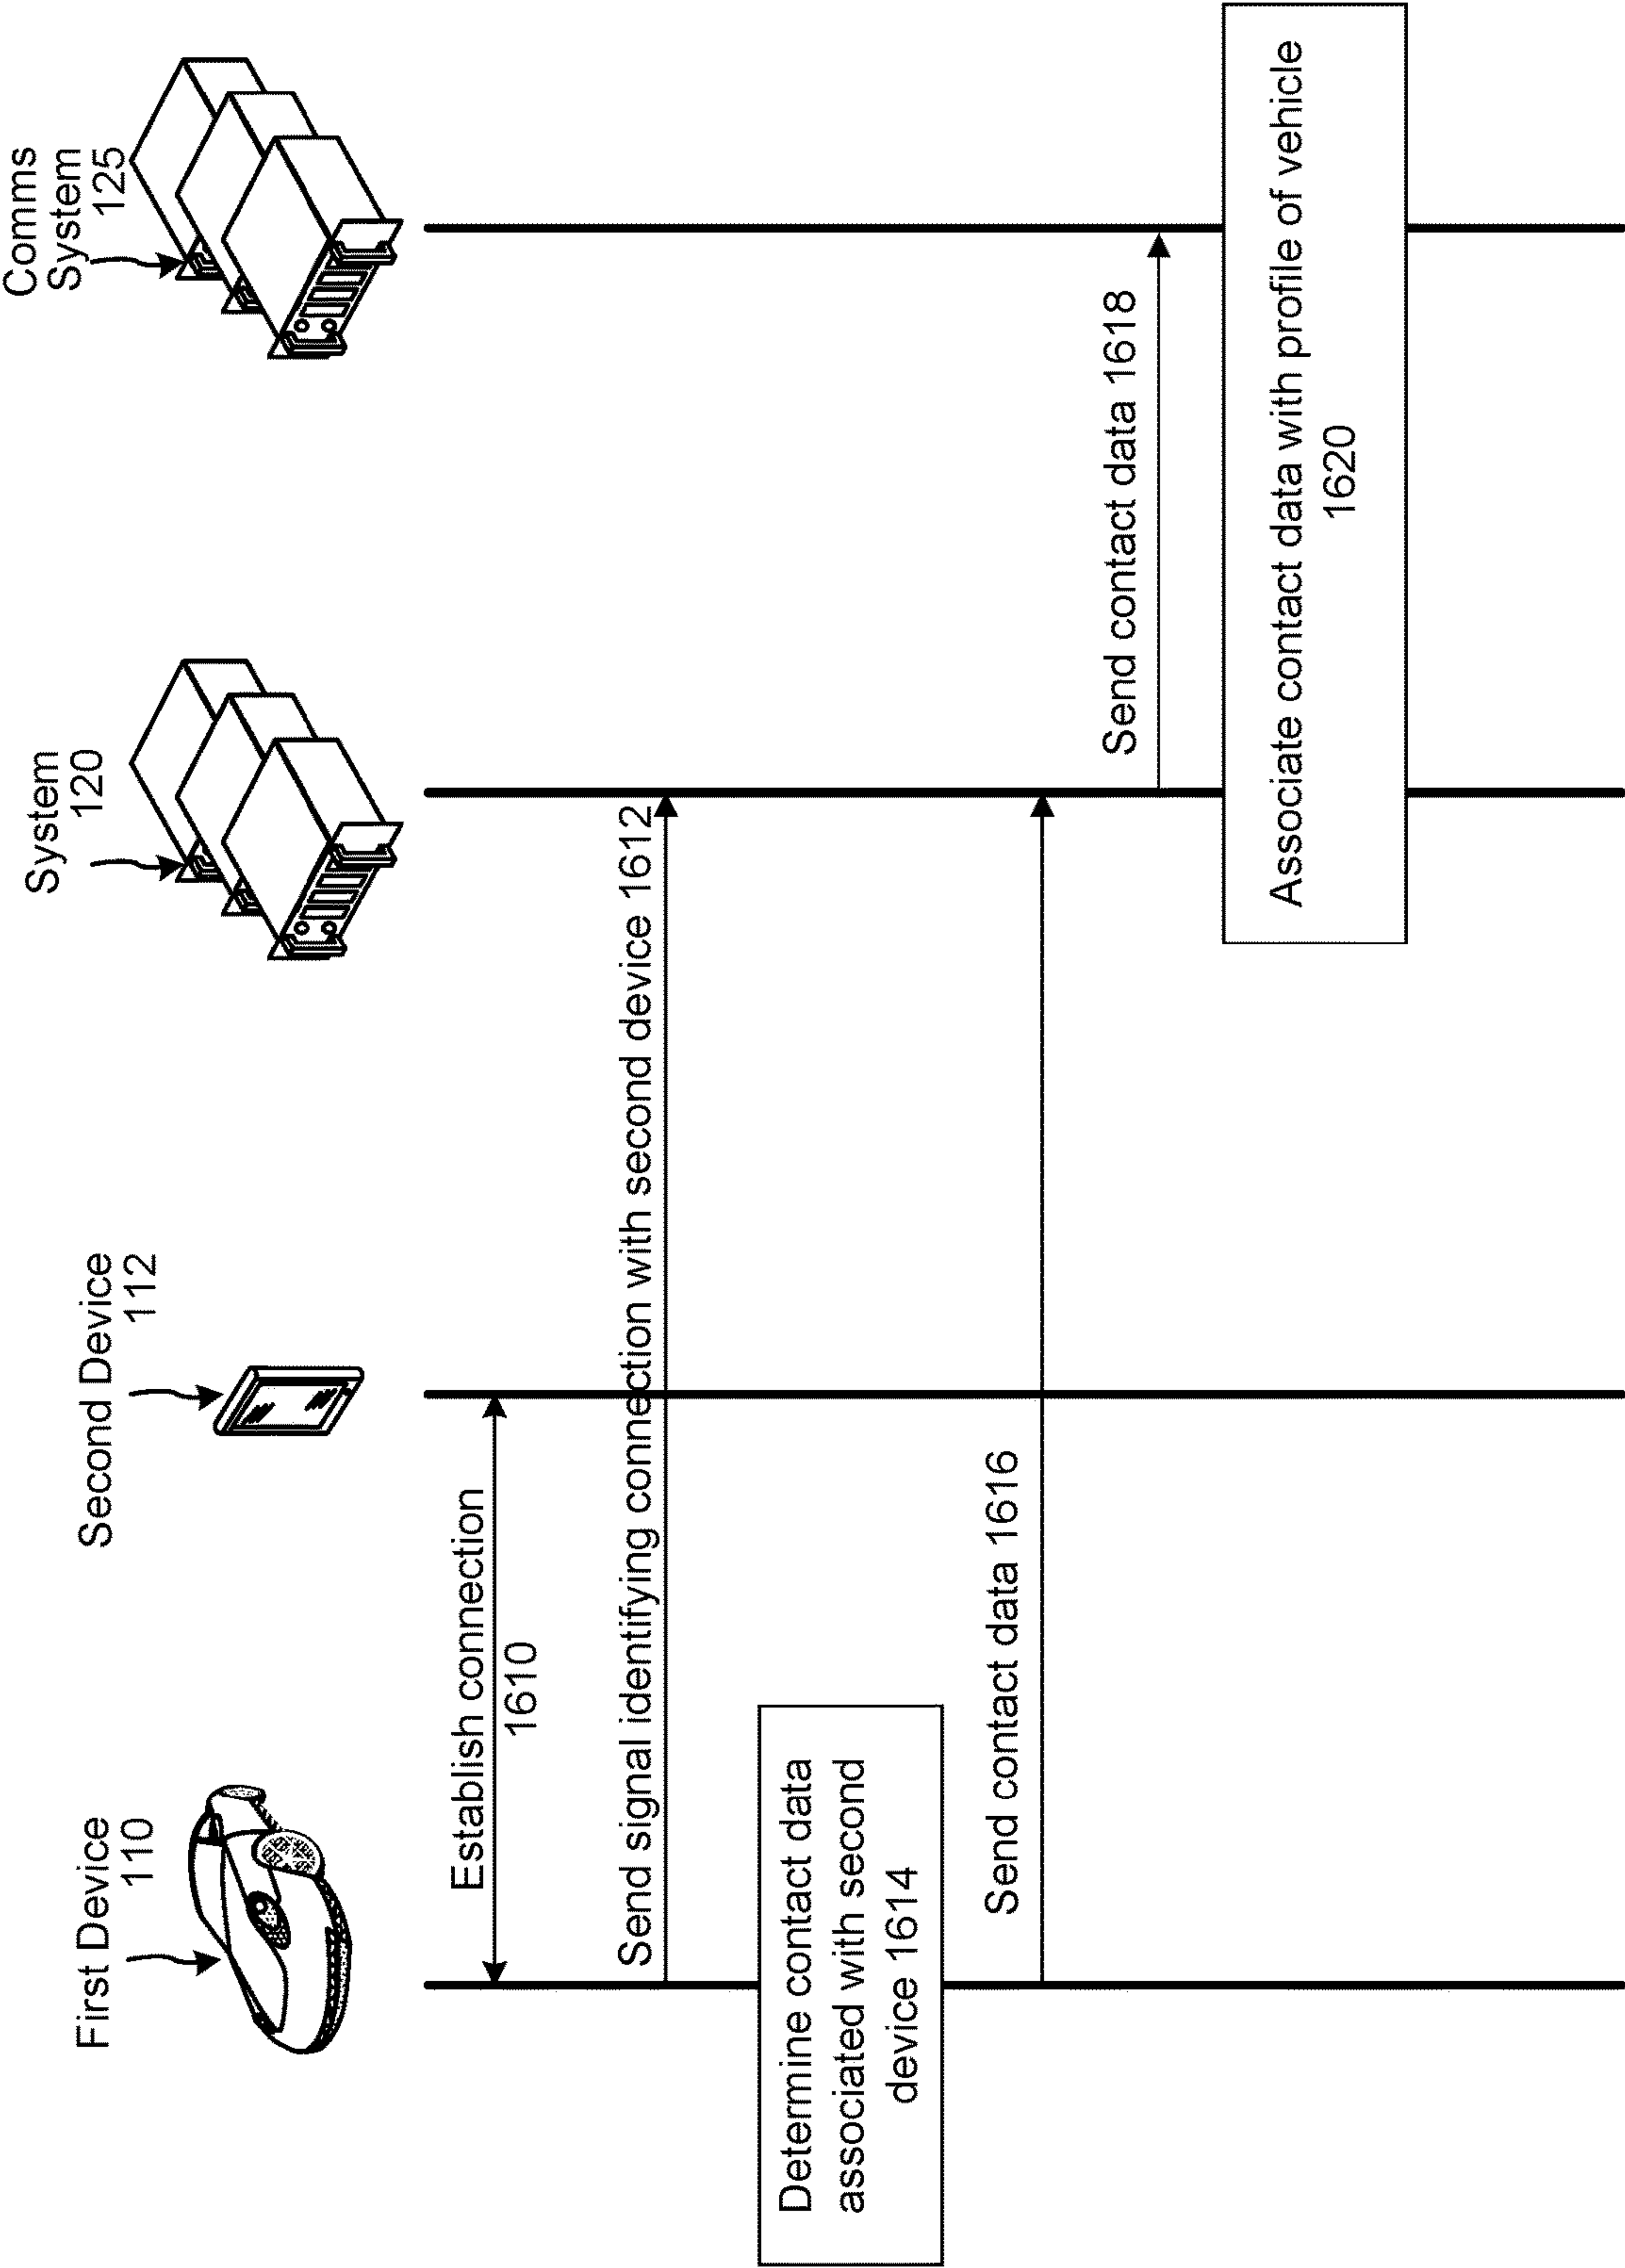 First Device
110
Second Device
112
System
120
Comms
System
125
Establish connection
1610
Send signal identifying connection with second device 1612
Determine contact data
associated with second
device 1614
Send contact data 1616
Send contact data 1618
Associate contact data with profile of vehicle
1620